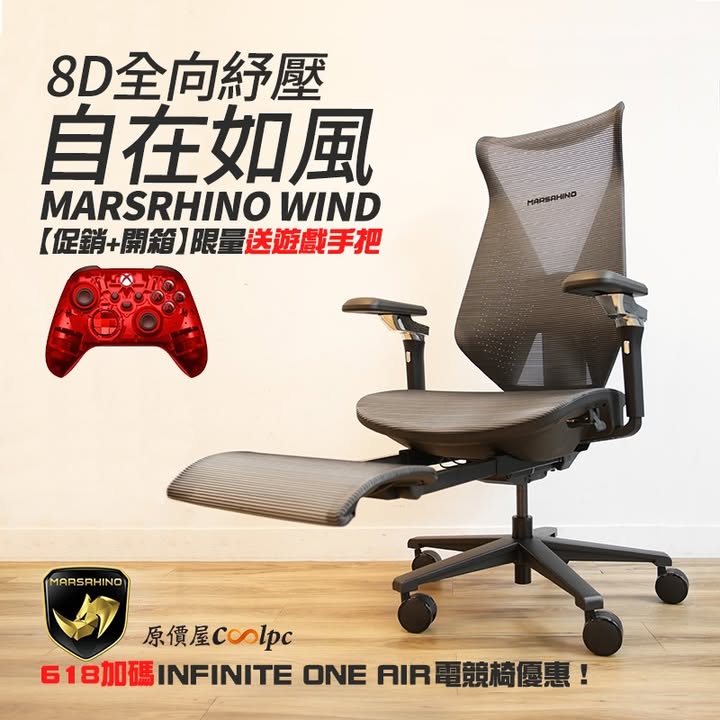 8D全向紓壓
自在如風
MARSRHINO WIND
【促銷+開箱】限量送遊戲手把
MARSRHINO
MARSRHINO
原價屋coolpc
618加碼INFINITE ONE AIR電競椅優惠！